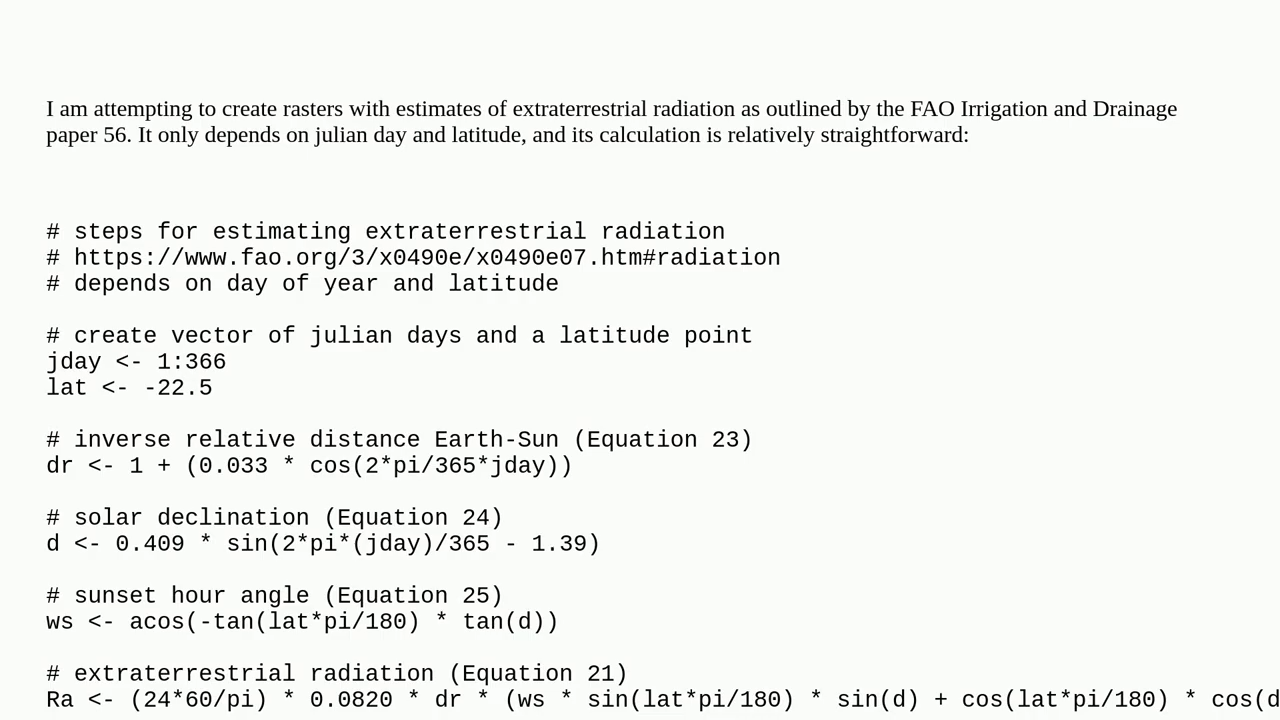 I am attempting to create rasters with estimates of extraterrestrial radiation as outlined by the FAO Irrigation and Drainage
paper 56. It only depends on julian day and latitude, and its calculation is relatively straightforward:
# steps for estimating extraterrestrial radiation
# https://www.fao.org/3/x0490e/x0490e07.htm#radiation
# depends on day of year and latitude
# create vector of julian days and a latitude point
jday <- 1:366
lat <- -22.5
# inverse relative distance Earth-Sun (Equation 23)
dr <- 1 + (0.033 * cos(2*pi/365*jday))
# solar declination (Equation 24)
d <- 0.409 * sin(2*pi*(jday)/365 - 1.39)
# sunset hour angle (Equation 25)
ws <- acos(-tan(lat*pi/180) * tan(d))
# extraterrestrial radiation (Equation 21)
Ra <- (24*60/pi) * 0.0820 * dr * (ws * sin(lat*pi/180) * sin(d) + cos(lat*pi/180) * cos(d